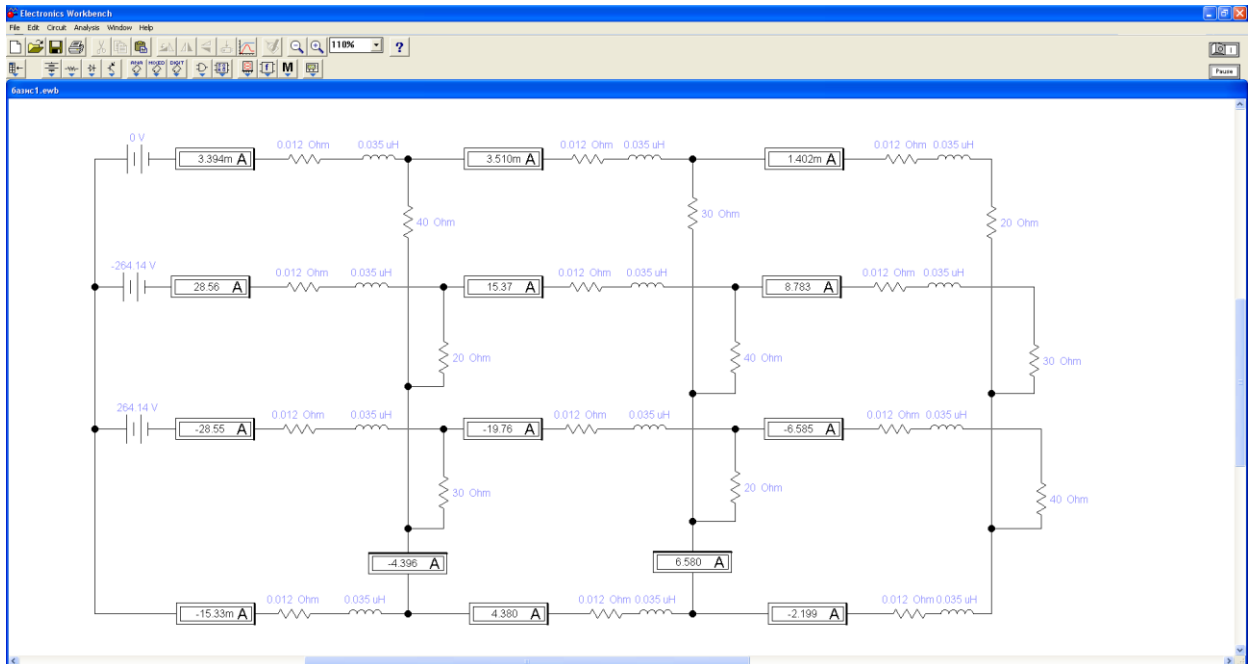 Electronics Workbench
File Edit Circuit Analysis Window Help
110% ?
ANA MIXED DIGIT M
Pause
базис1.ewb
0 V 0.012 Ohm 0.035 uH 0.012 Ohm 0.035 uH 0.012 Ohm 0.035 uH
3.394m A 3.510m A 1.402m A
40 Ohm 30 Ohm 20 Ohm
-264.14 V 0.012 Ohm 0.035 uH 0.012 Ohm 0.035 uH 0.012 Ohm 0.035 uH
28.56 A 15.37 A 8.783 A
20 Ohm 40 Ohm 30 Ohm
264.14 V 0.012 Ohm 0.035 uH 0.012 Ohm 0.035 uH 0.012 Ohm 0.035 uH
-28.55 A -19.76 A -6.585 A
30 Ohm 20 Ohm 40 Ohm
-4.396 A 6.580 A
0.012 Ohm 0.035 uH 0.012 Ohm 0.035 uH 0.012 Ohm 0.035 uH
-15.33m A 4.380 A -2.199 A